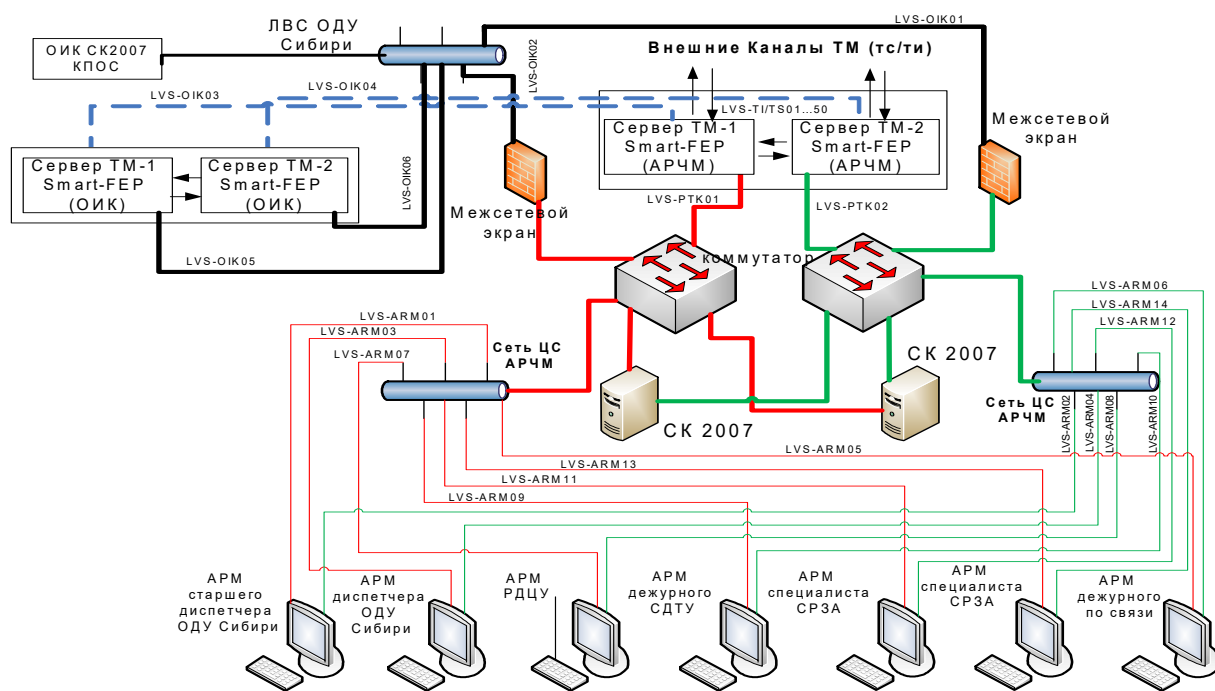 ЛВС ОДУ
Сибири
ОИК СК2007
КПОС
LVS-OIK01
LVS-OIK02
Внешние Каналы ТМ (тс/ти)
LVS-OIK03
LVS-OIK04
LVS-TI/TS01...50
Сервер ТМ-1
Smart-FEP
(АРЧМ)
Сервер ТМ-2
Smart-FEP
(АРЧМ)
Межсетевой
экран
Сервер ТМ-1
Smart-FEP
(ОИК)
Сервер ТМ-2
Smart-FEP
(ОИК)
LVS-OIK06
Межсетевой
экран
LVS-PTK01
LVS-PTK02
LVS-OIK05
коммутатор
LVS-ARM01
LVS-ARM03
LVS-ARM07
Сеть ЦС
АРЧМ
LVS-ARM06
LVS-ARM14
LVS-ARM12
СК 2007
СК 2007
Сеть ЦС
АРЧМ
LVS-ARM02
LVS-ARM04
LVS-ARM08
LVS-ARM10
LVS-ARM05
LVS-ARM13
LVS-ARM11
LVS-ARM09
АРМ
старшего
диспетчера
ОДУ Сибири
АРМ
диспетчера
ОДУ
Сибири
АРМ
РДЦУ
АРМ
дежурного
СДТУ
АРМ
специалиста
СРЗА
АРМ
специалиста
СРЗА
АРМ
дежурного
по связи